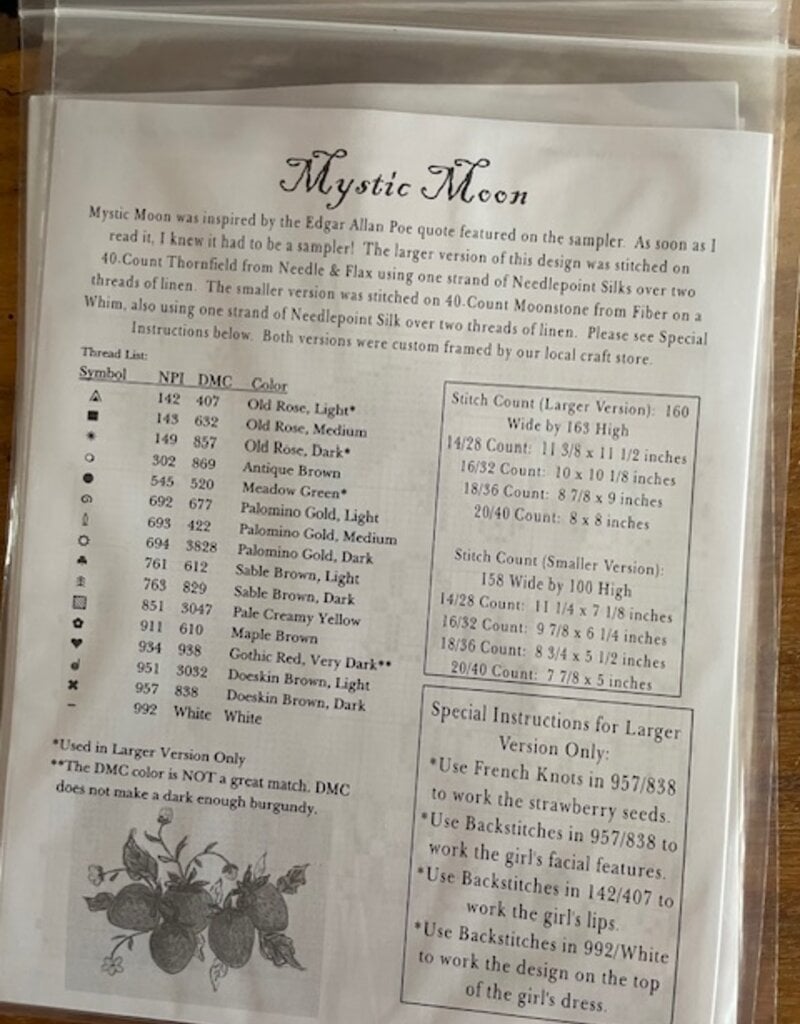 Mystic Moon
Mystic Moon was inspired by the Edgar Allan Poe quote featured on the sampler. As soon as I
read it, I knew it had to be a sampler! The larger version of this design was stitched on
40.Count Thornfield from Needle & Flax using one strand of Needlepoint Silks over two
threads of linen. The smaller version was stitched on 40.Count Moonstone from Fiber on a
Whim, also using one strand of Needlepoint Silk over two threads of linen. Please see Special
Instructions below. Both versions were custom framed by our local craft store.
Thread List:
Symbol NPI DMC Color
142 407 Old Rose, Light*
143 632 Old Rose, Medium
149 857 Old Rose, Dark*
302 869 Antique Brown
545 520 Meadow Green*
692 677 Palomino Gold, Light
693 422 Palomino Gold, Medium
694 3828 Palomino Gold, Dark
761 612 Sable Brown, Light
763 829 Sable Brown, Dark
851 3047 Pale Creamy Yellow
911 610 Maple Brown
934 938 Gothic Red, Very Dark**
951 3032 Doeskin Brown, Light
957 838 Doeskin Brown, Dark
992 White White
*Used in Larger Version Only
**The DMC color is NOT a great match. DMC
does not make a dark enough burgundy.
Stitch Count (Larger Version): 160
Wide by 163 High
14/28 Count: 11 3/8 x 11 1/2 inches
16/32 Count: 10 x 10 1/8 inches
18/36 Count: 8 7/8 x 9 inches
20/40 Count: 8 x 8 inches
Stitch Count (Smaller Version):
158 Wide by 100 High
14/28 Count: 11 1/4 x 7 1/8 inches
16/32 Count: 9 7/8 x 6 1/4 inches
18/36 Count: 8 3/4 x 5 1/2 inches
20/40 Count: 7 7/8 x 5 inches
Special Instructions for Larger
Version Only:
*Use French Knots in 957/838
to work the strawberry seeds.
*Use Backstitches in 957/838 to
work the girl's facial features.
*Use Backstitches in 142/407 to
work the girl's lips.
*Use Backstitches in 992/White
to work the design on the top
of the girl's dress.